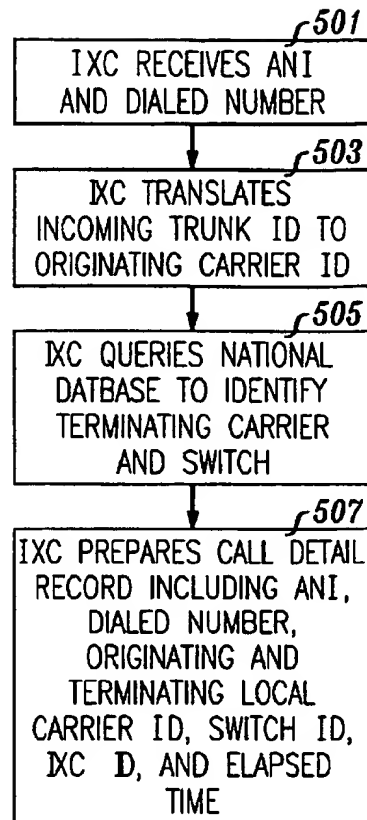 501
IXC RECEIVES ANI
AND DIALED NUMBER
503
IXC TRANSLATES
INCOMING TRUNK ID TO
ORIGINATING CARRIER ID
505
IXC QUERIES NATIONAL
DATBASE TO IDENTIFY
TERMINATING CARRIER
AND SWITCH
507
IXC PREPARES CALL DETAIL
RECORD INCLUDING ANI,
DIALED NUMBER,
ORIGINATING AND
TERMINATING LOCAL
CARRIER ID, SWITCH ID,
IXC ID, AND ELAPSED
TIME